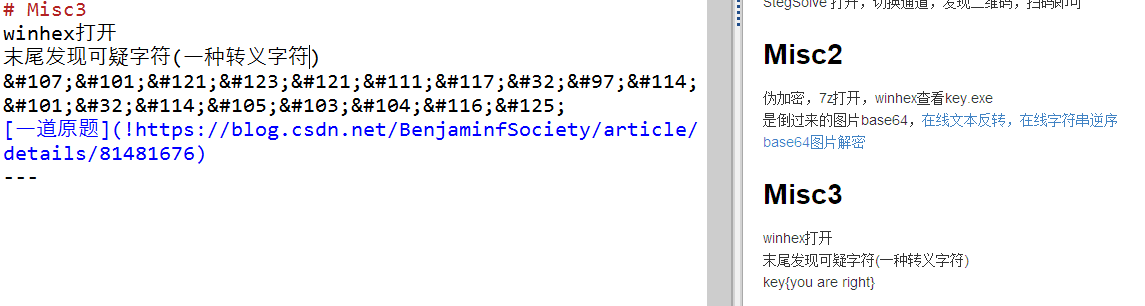 # Misc3
winhex打开
末尾发现可疑字符(一种转义字符)
&#107;&#101;&#121;&#123;&#121;&#111;&#117;&#32;&#97;&#114;
&#101;&#32;&#114;&#105;&#103;&#104;&#116;&#125;
[一道原题](!https://blog.csdn.net/BenjaminfSociety/article/
details/81481676)
---
StegSolve 打开，切换通道，发现二维码，扫码即可
Misc2
伪加密，7z打开，winhex查看key.exe
是倒过来的图片base64，在线文本反转，在线字符串逆序
base64图片解密
Misc3
winhex打开
末尾发现可疑字符(一种转义字符)
key{you are right}